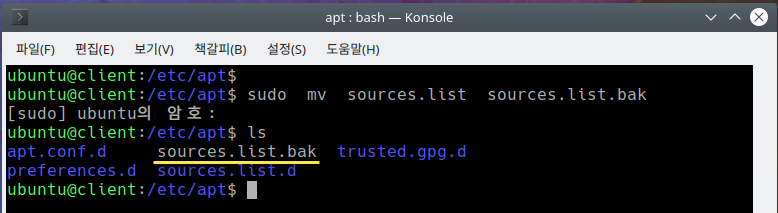 apt : bash — Konsole
파일(F) 편집(E) 보기(V) 책갈피(B) 설정(S) 도움말(H)
ubuntu@client:/etc/apt$
ubuntu@client:/etc/apt$ sudo  mv  sources.list  sources.list.bak
[sudo] ubuntu의 암호:
ubuntu@client:/etc/apt$ ls
apt.conf.d     sources.list.bak  trusted.gpg.d
preferences.d  sources.list.d
ubuntu@client:/etc/apt$